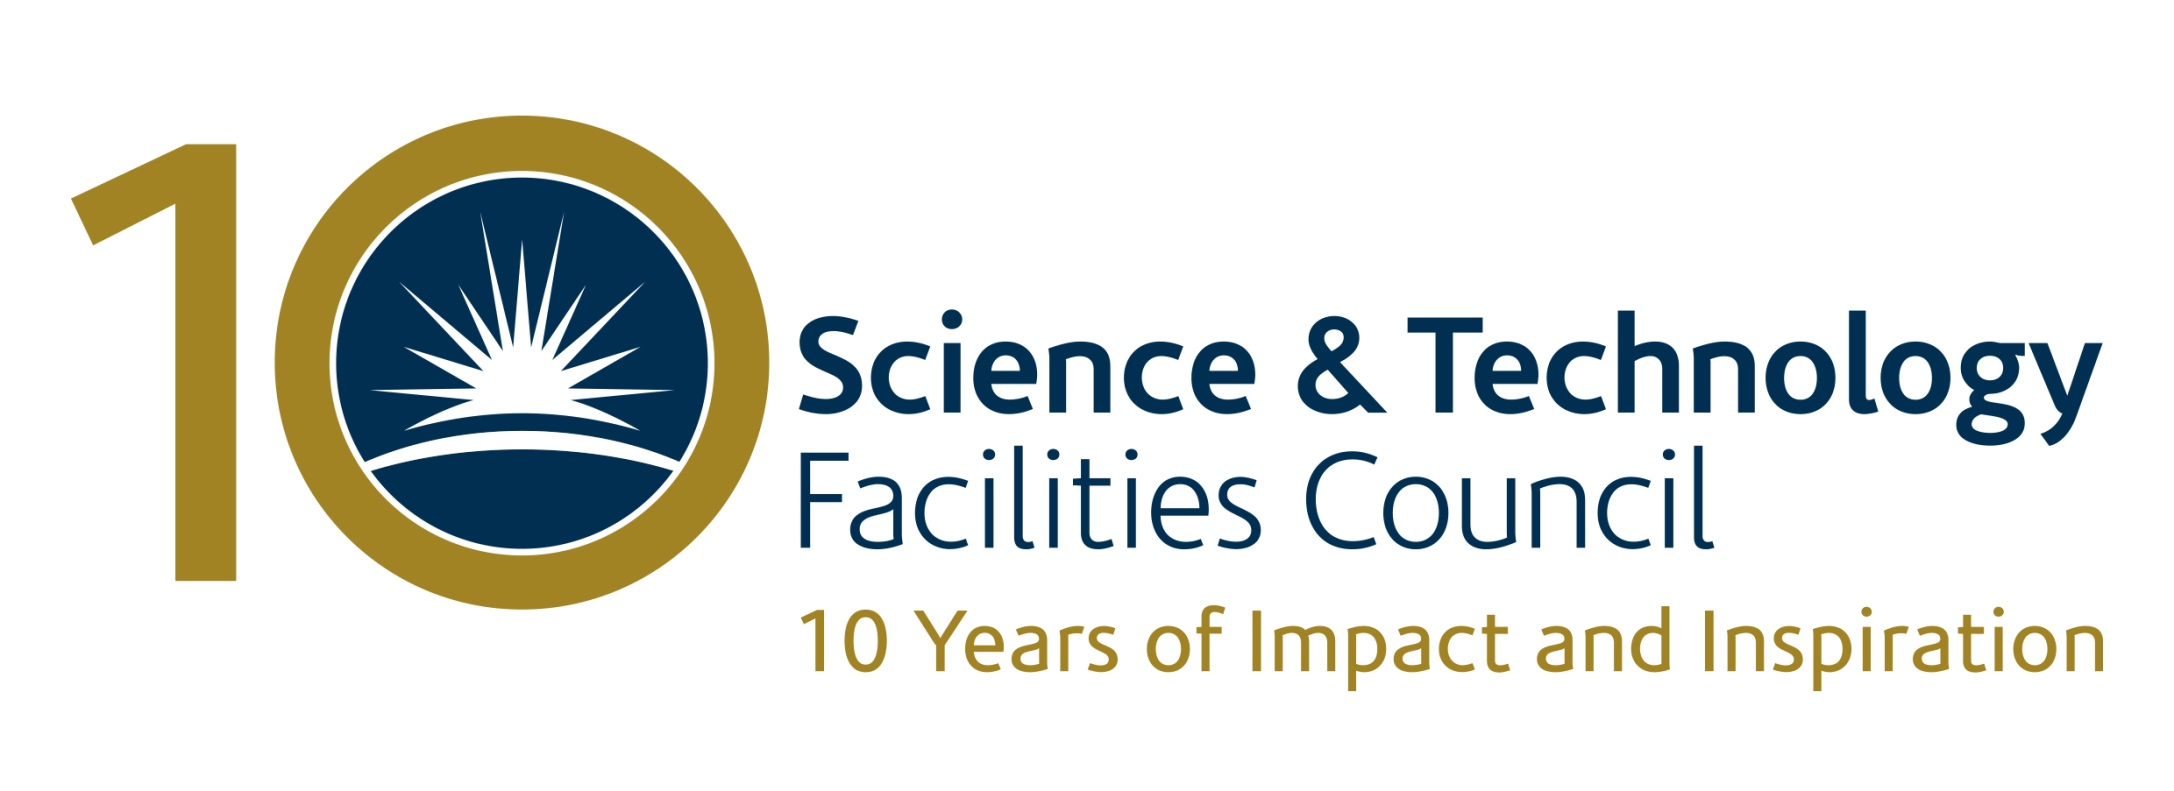 10
Science & Technology
Facilities Council
10 Years of Impact and Inspiration